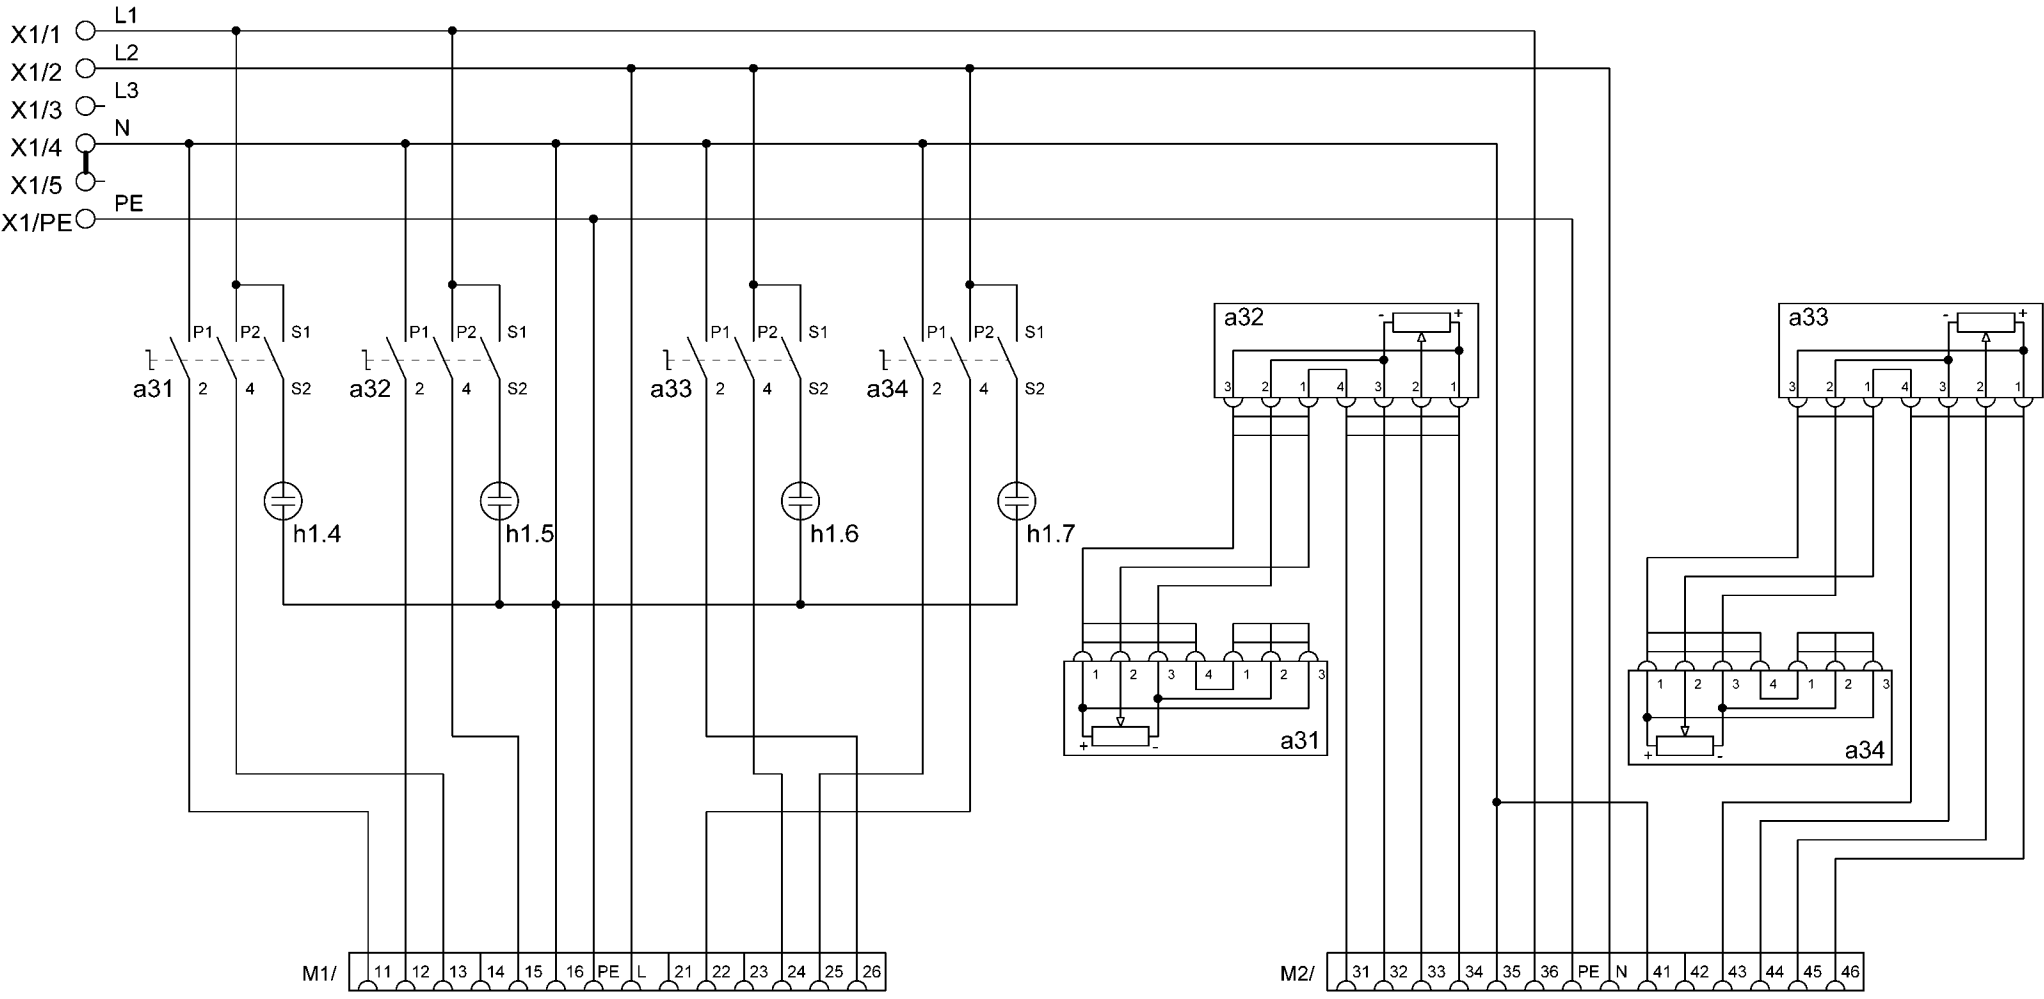 L1
X1/1
L2
X1/2
L3
X1/3
N
X1/4
X1/5
PE
X1/PE
P1 P2 S1 P1 P2 S1 P1 P2 S1 P1 P2 S1
a31 2 4 S2 a32 2 4 S2 a33 2 4 S2 a34 2 4 S2
a32 - +
3 2 1 4 3 2 1
a33 - +
3 2 1 4 3 2 1
h1.4 h1.5 h1.6 h1.7
1 2 3 4 1 2 3
+ - a31
1 2 3 4 1 2 3
+ - a34
M1/ 11 12 13 14 15 16 PE L 21 22 23 24 25 26
M2/ 31 32 33 34 35 36 PE N 41 42 43 44 45 46